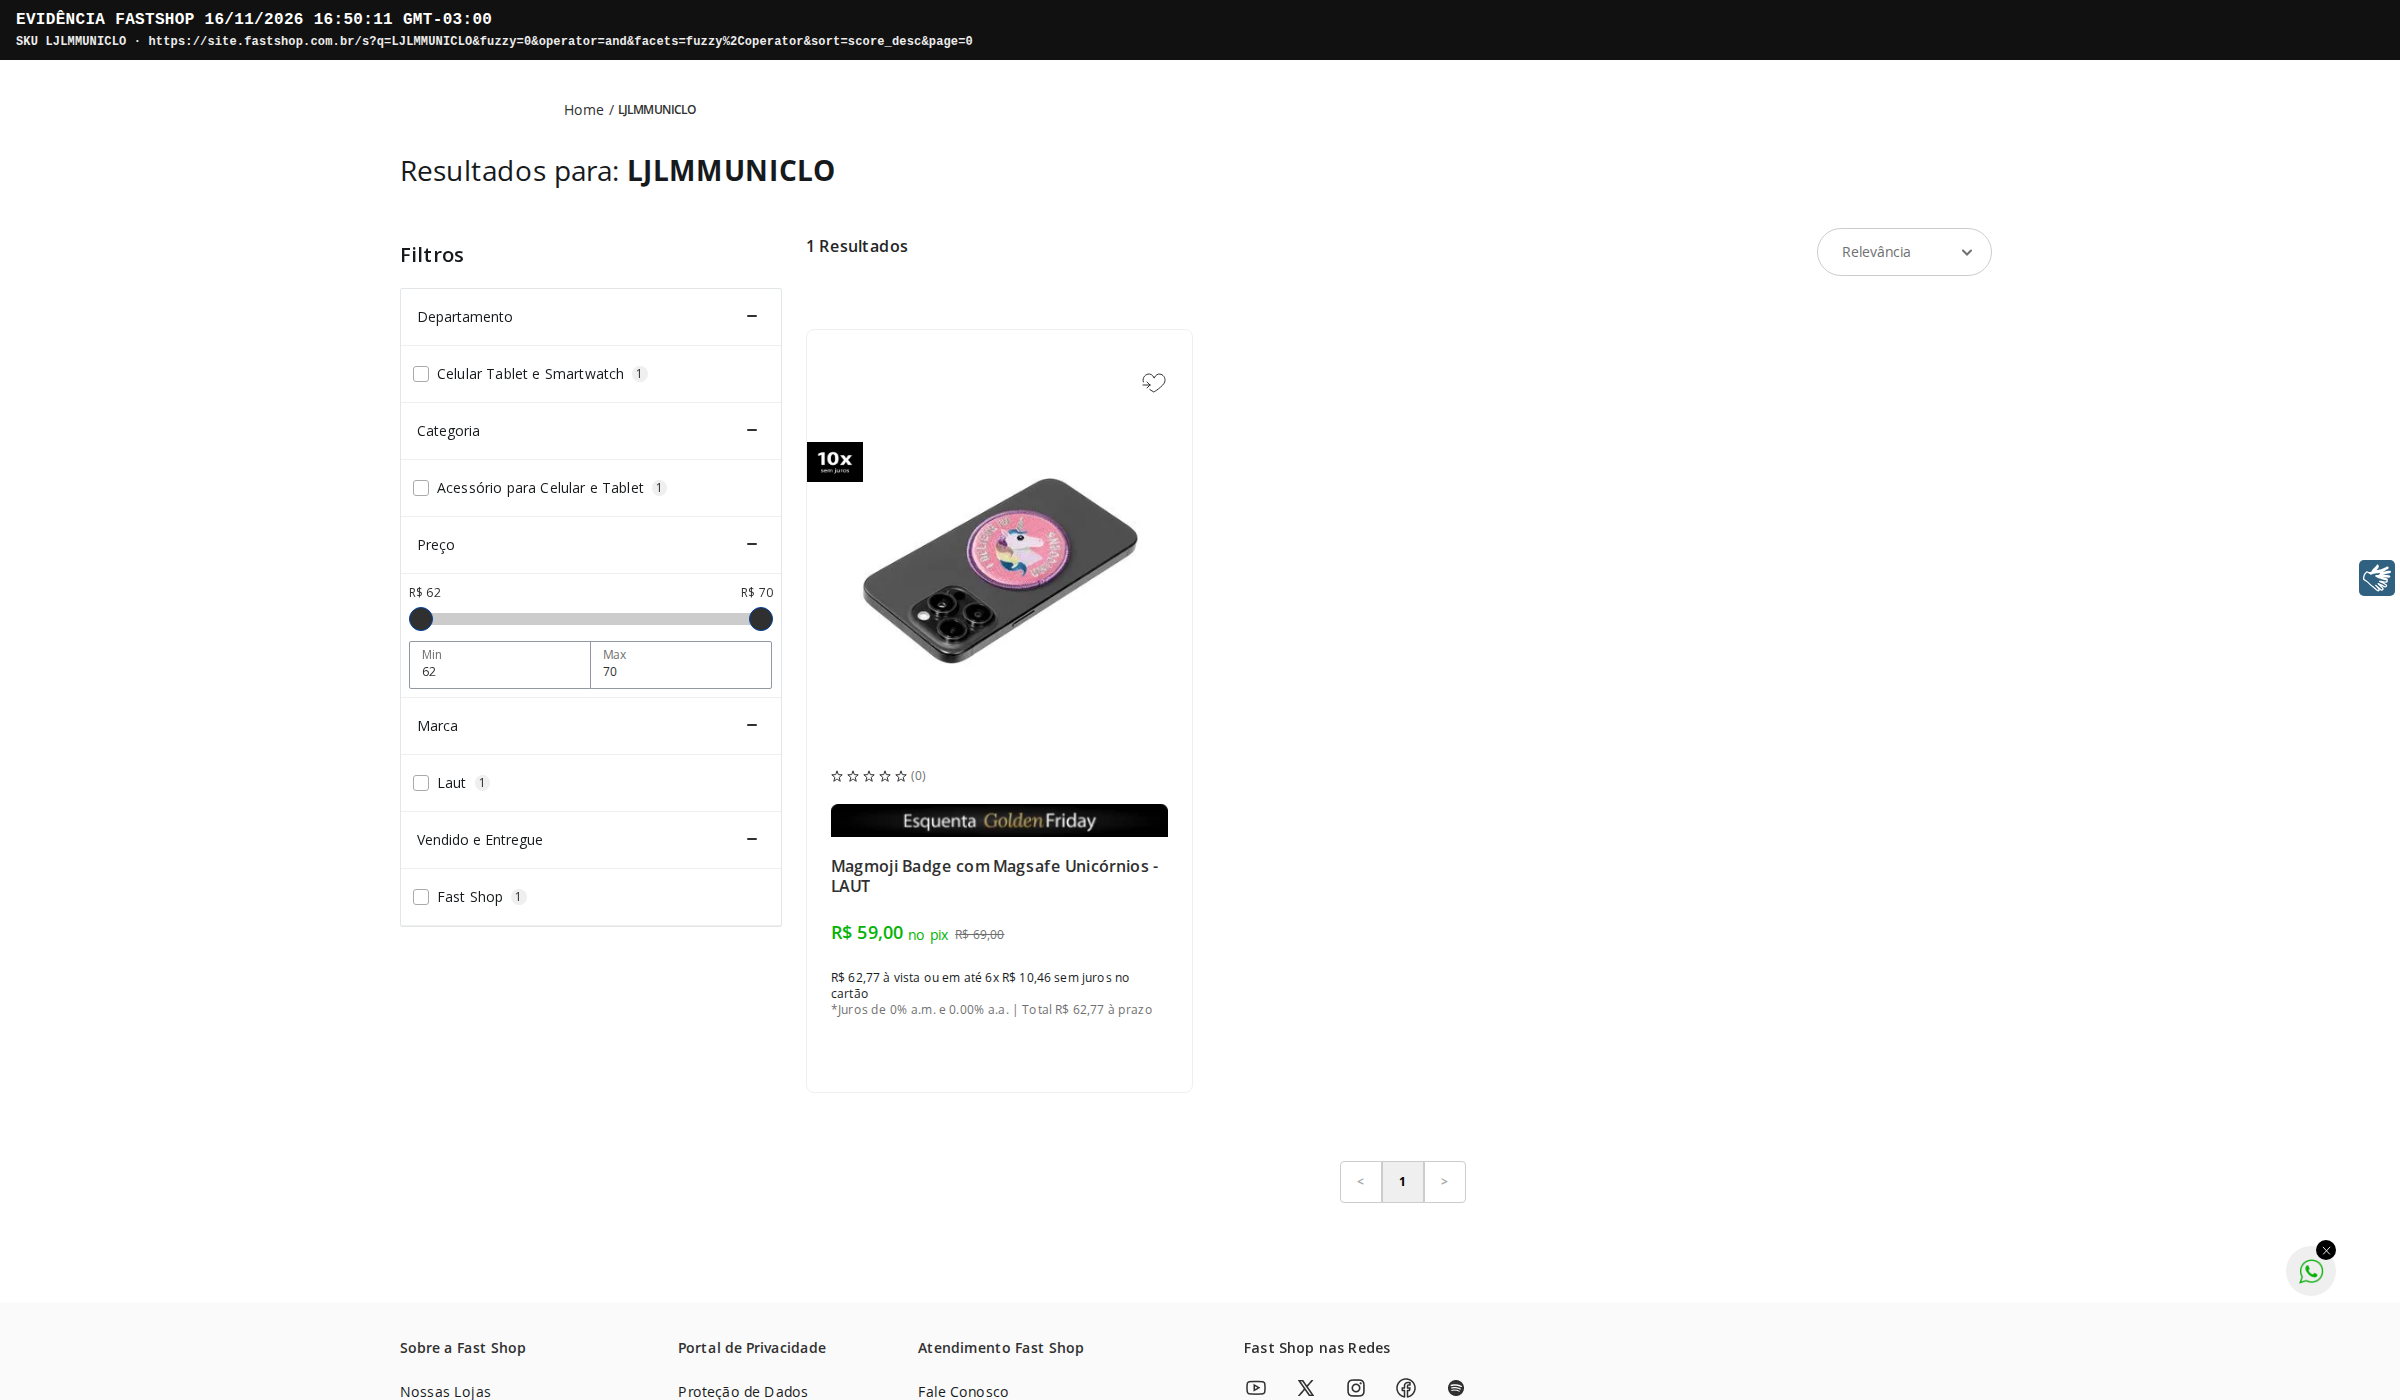 EVIDÊNCIA FASTSHOP 16/11/2026 16:50:11 GMT-03:00
SKU LJLMMUNICLO · https://site.fastshop.com.br/s?q=LJLMMUNICLO&fuzzy=0&operator=and&facets=fuzzy%2Coperator&sort=score_desc&page=0
Home / LJLMMUNICLO
Resultados para: LJLMMUNICLO
Filtros
1 Resultados
Relevância
Departamento
Celular Tablet e Smartwatch 1
Categoria
Acessório para Celular e Tablet 1
Preço
R$ 62 R$ 70
Min
62
Max
70
Marca
Laut 1
Vendido e Entregue
Fast Shop 1
10x
sem juros
(0)
Esquenta Golden Friday
Magmoji Badge com Magsafe Unicórnios -
LAUT
R$ 59,00 no pix R$ 69,00
R$ 62,77 à vista ou em até 6x R$ 10,46 sem juros no
cartão
*Juros de 0% a.m. e 0.00% a.a. | Total R$ 62,77 à prazo
< 1 >
Sobre a Fast Shop
Portal de Privacidade
Atendimento Fast Shop
Fast Shop nas Redes
Nossas Lojas
Proteção de Dados
Fale Conosco